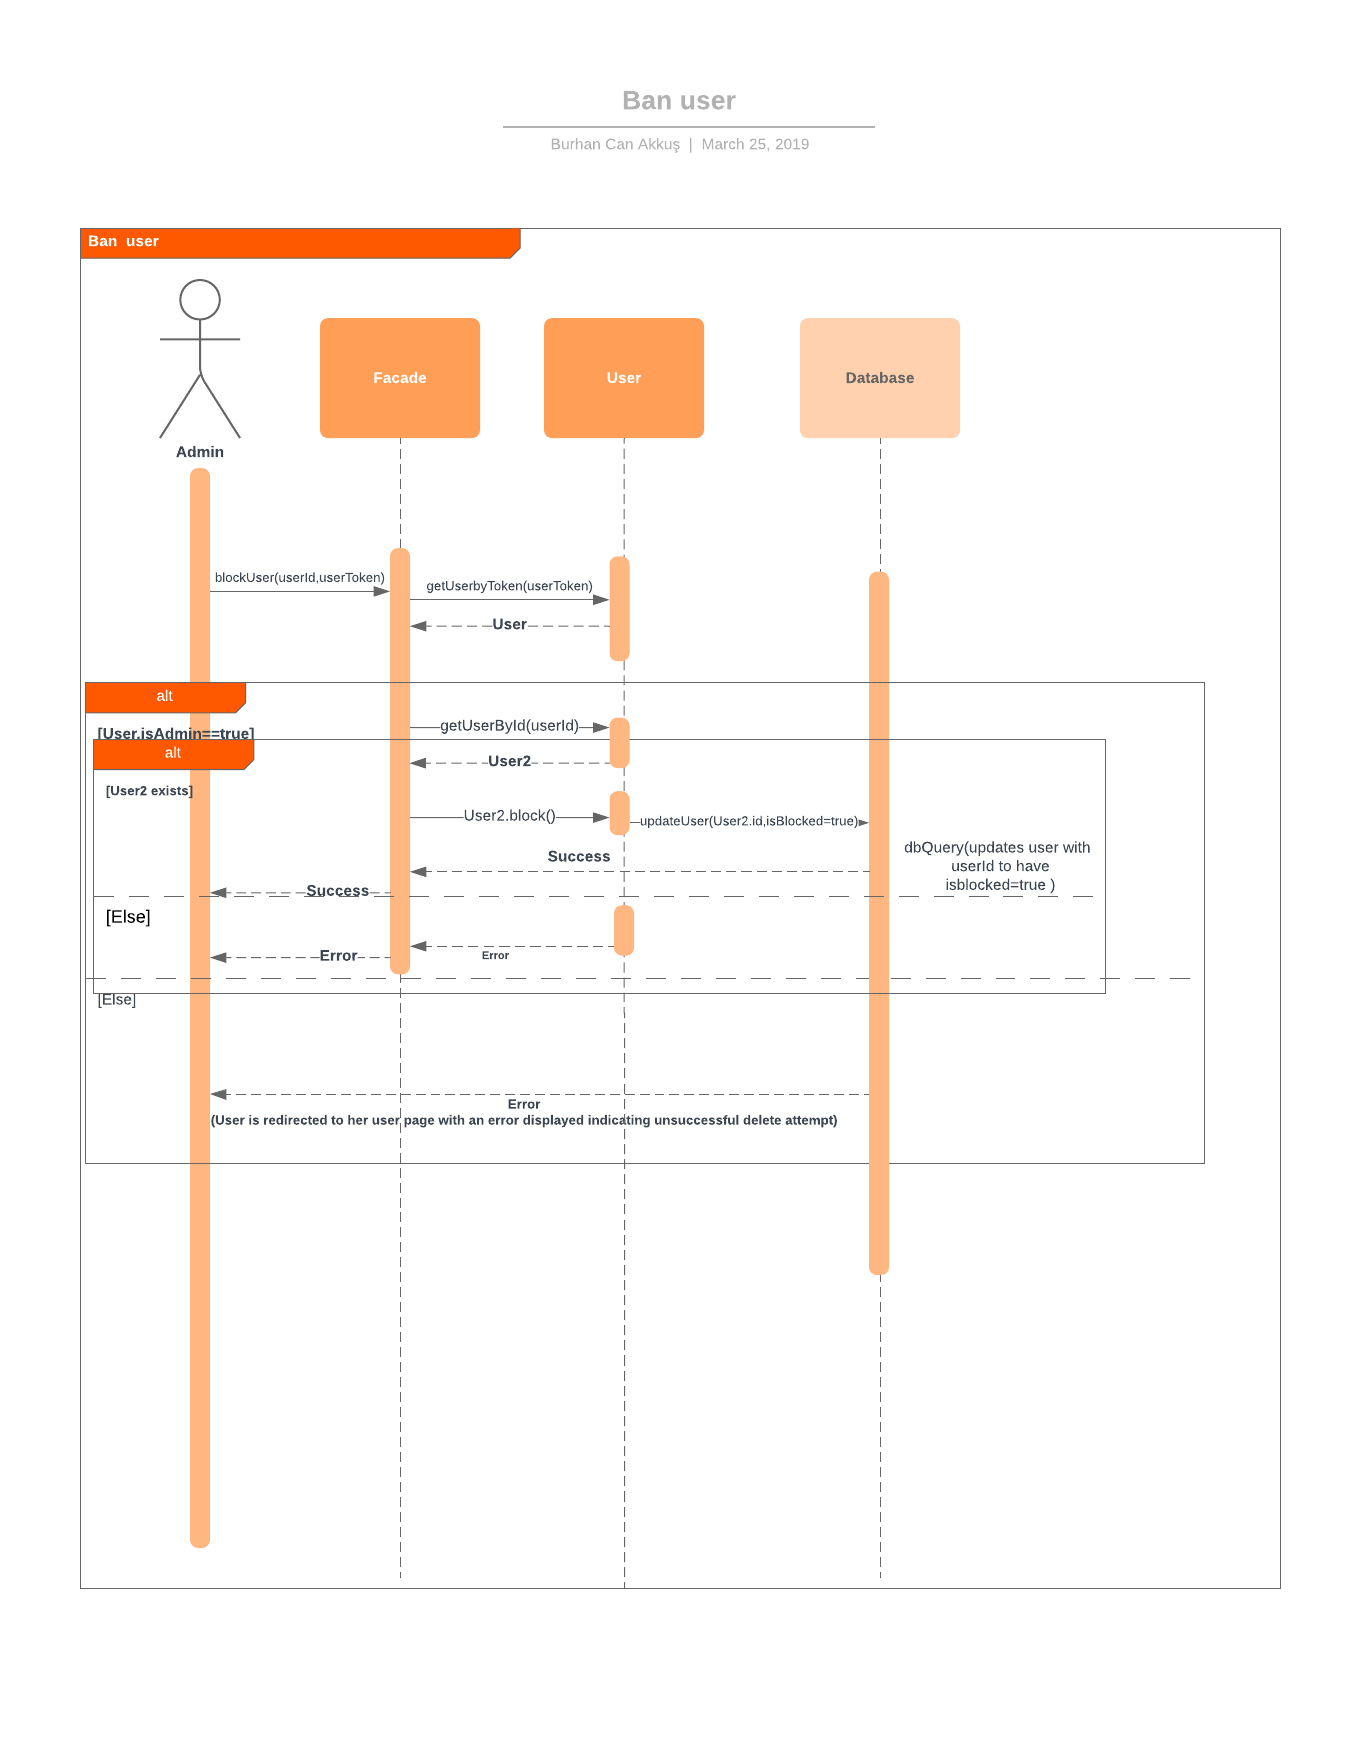 Ban user
Burhan Can Akkuş | March 25, 2019
Ban user
Facade
User
Database
Admin
blockUser(userId,userToken)
getUserbyToken(userToken)
User
alt
getUserById(userId)
[User.isAdmin==true]
alt
User2
[User2 exists]
User2.block()
updateUser(User2.id,isBlocked=true)
dbQuery(updates user with
userId to have
isblocked=true )
Success
Success
[Else]
Error
Error
[Else]
Error
(User is redirected to her user page with an error displayed indicating unsuccessful delete attempt)